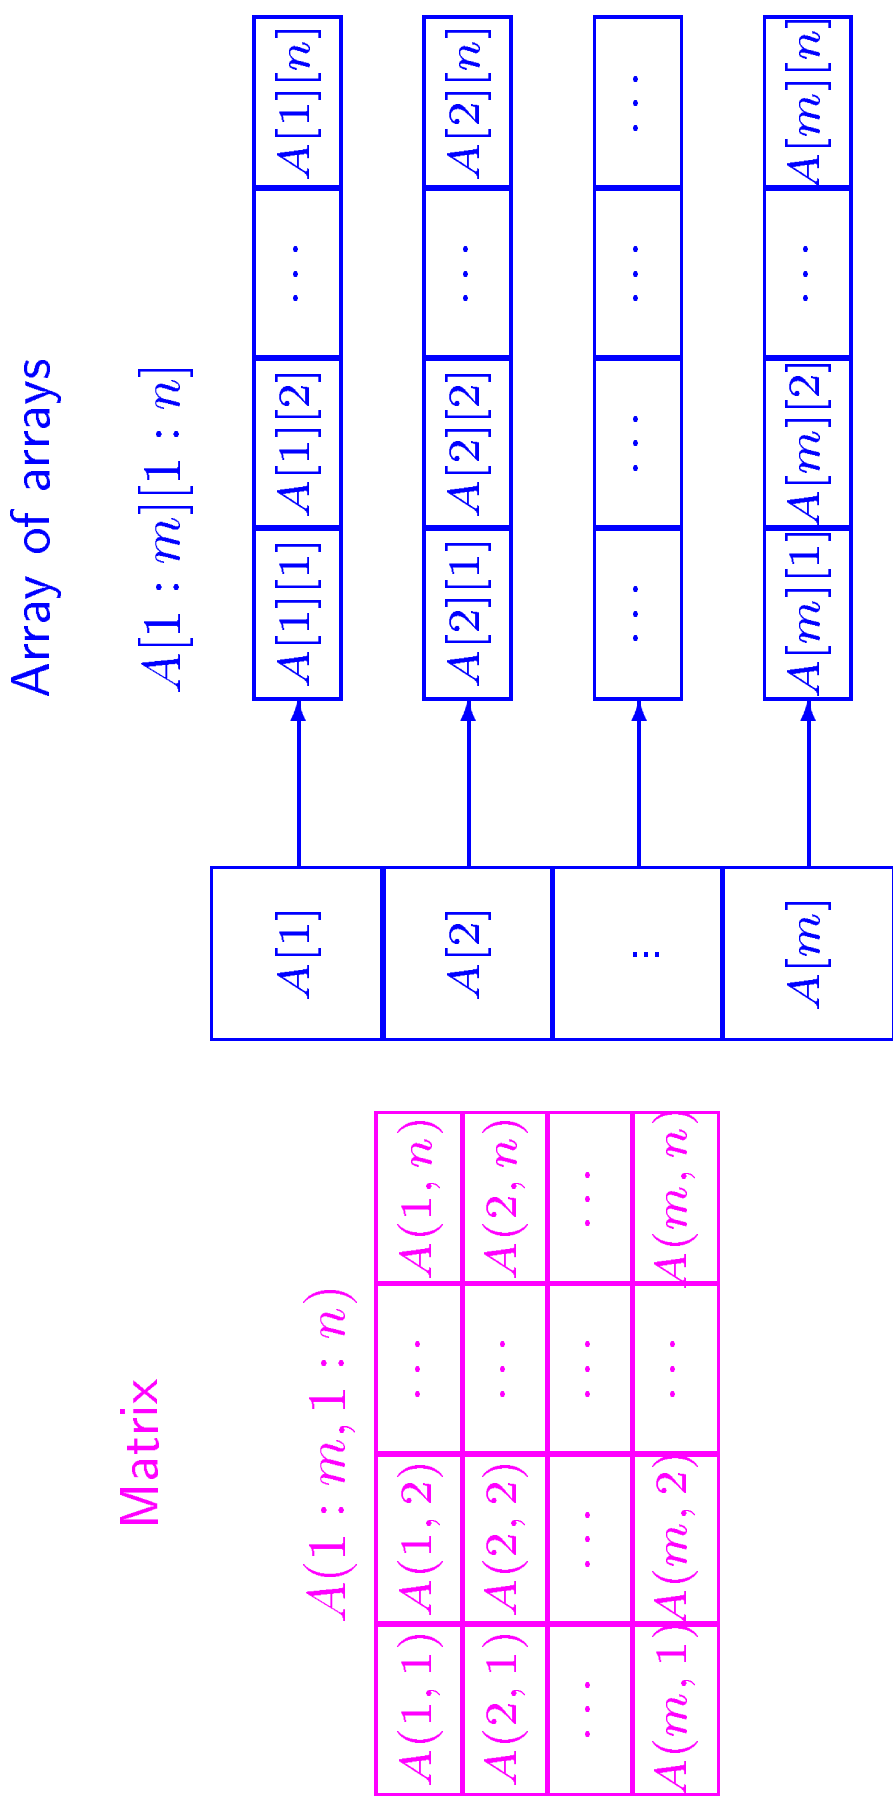 Matrix
A(1 : m, 1 : n)
A(1, 1) A(1, 2) ... A(1, n)
A(2, 1) A(2, 2) ... A(2, n)
... ... ... ...
A(m, 1) A(m, 2) ... A(m, n)
Array of arrays
A[1 : m][1 : n]
A[1] A[1][1] A[1][2] ... A[1][n]
A[2] A[2][1] A[2][2] ... A[2][n]
⋮ ... ... ... ...
A[m] A[m][1] A[m][2] ... A[m][n]